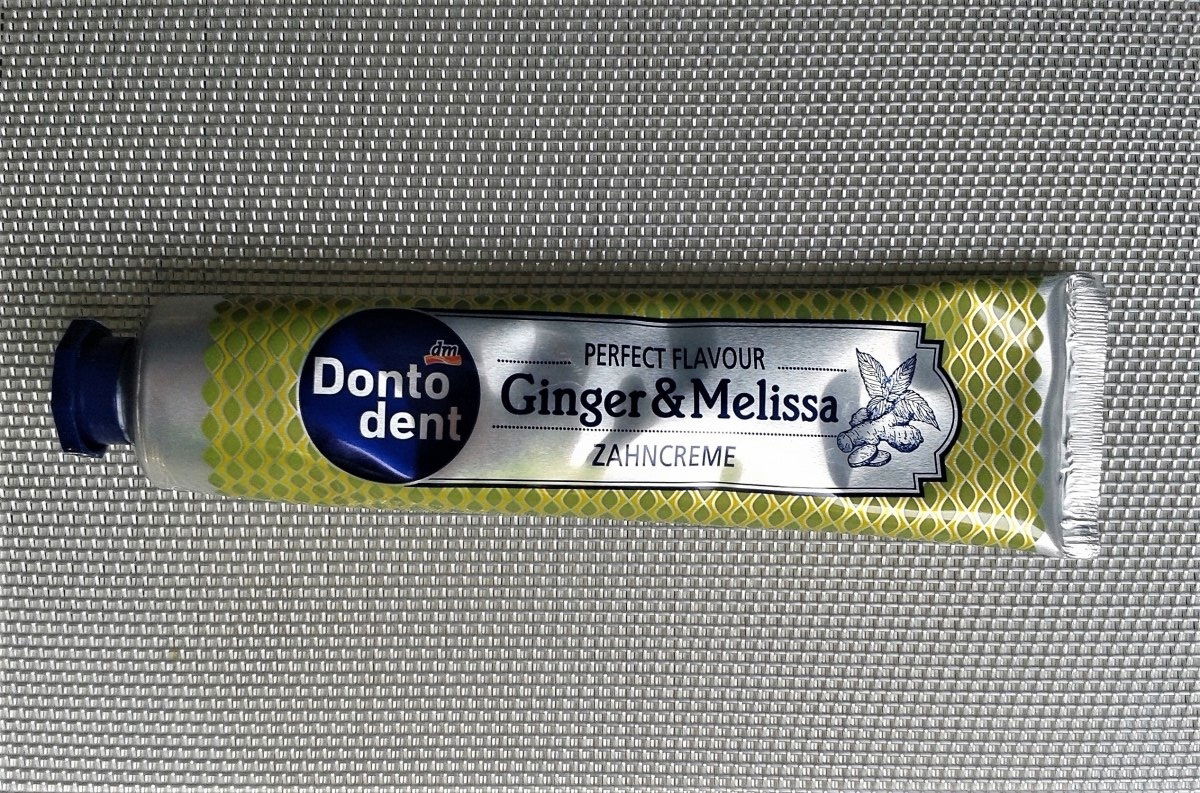 dm
Donto
dent
PERFECT FLAVOUR
Ginger & Melissa
ZAHNCREME